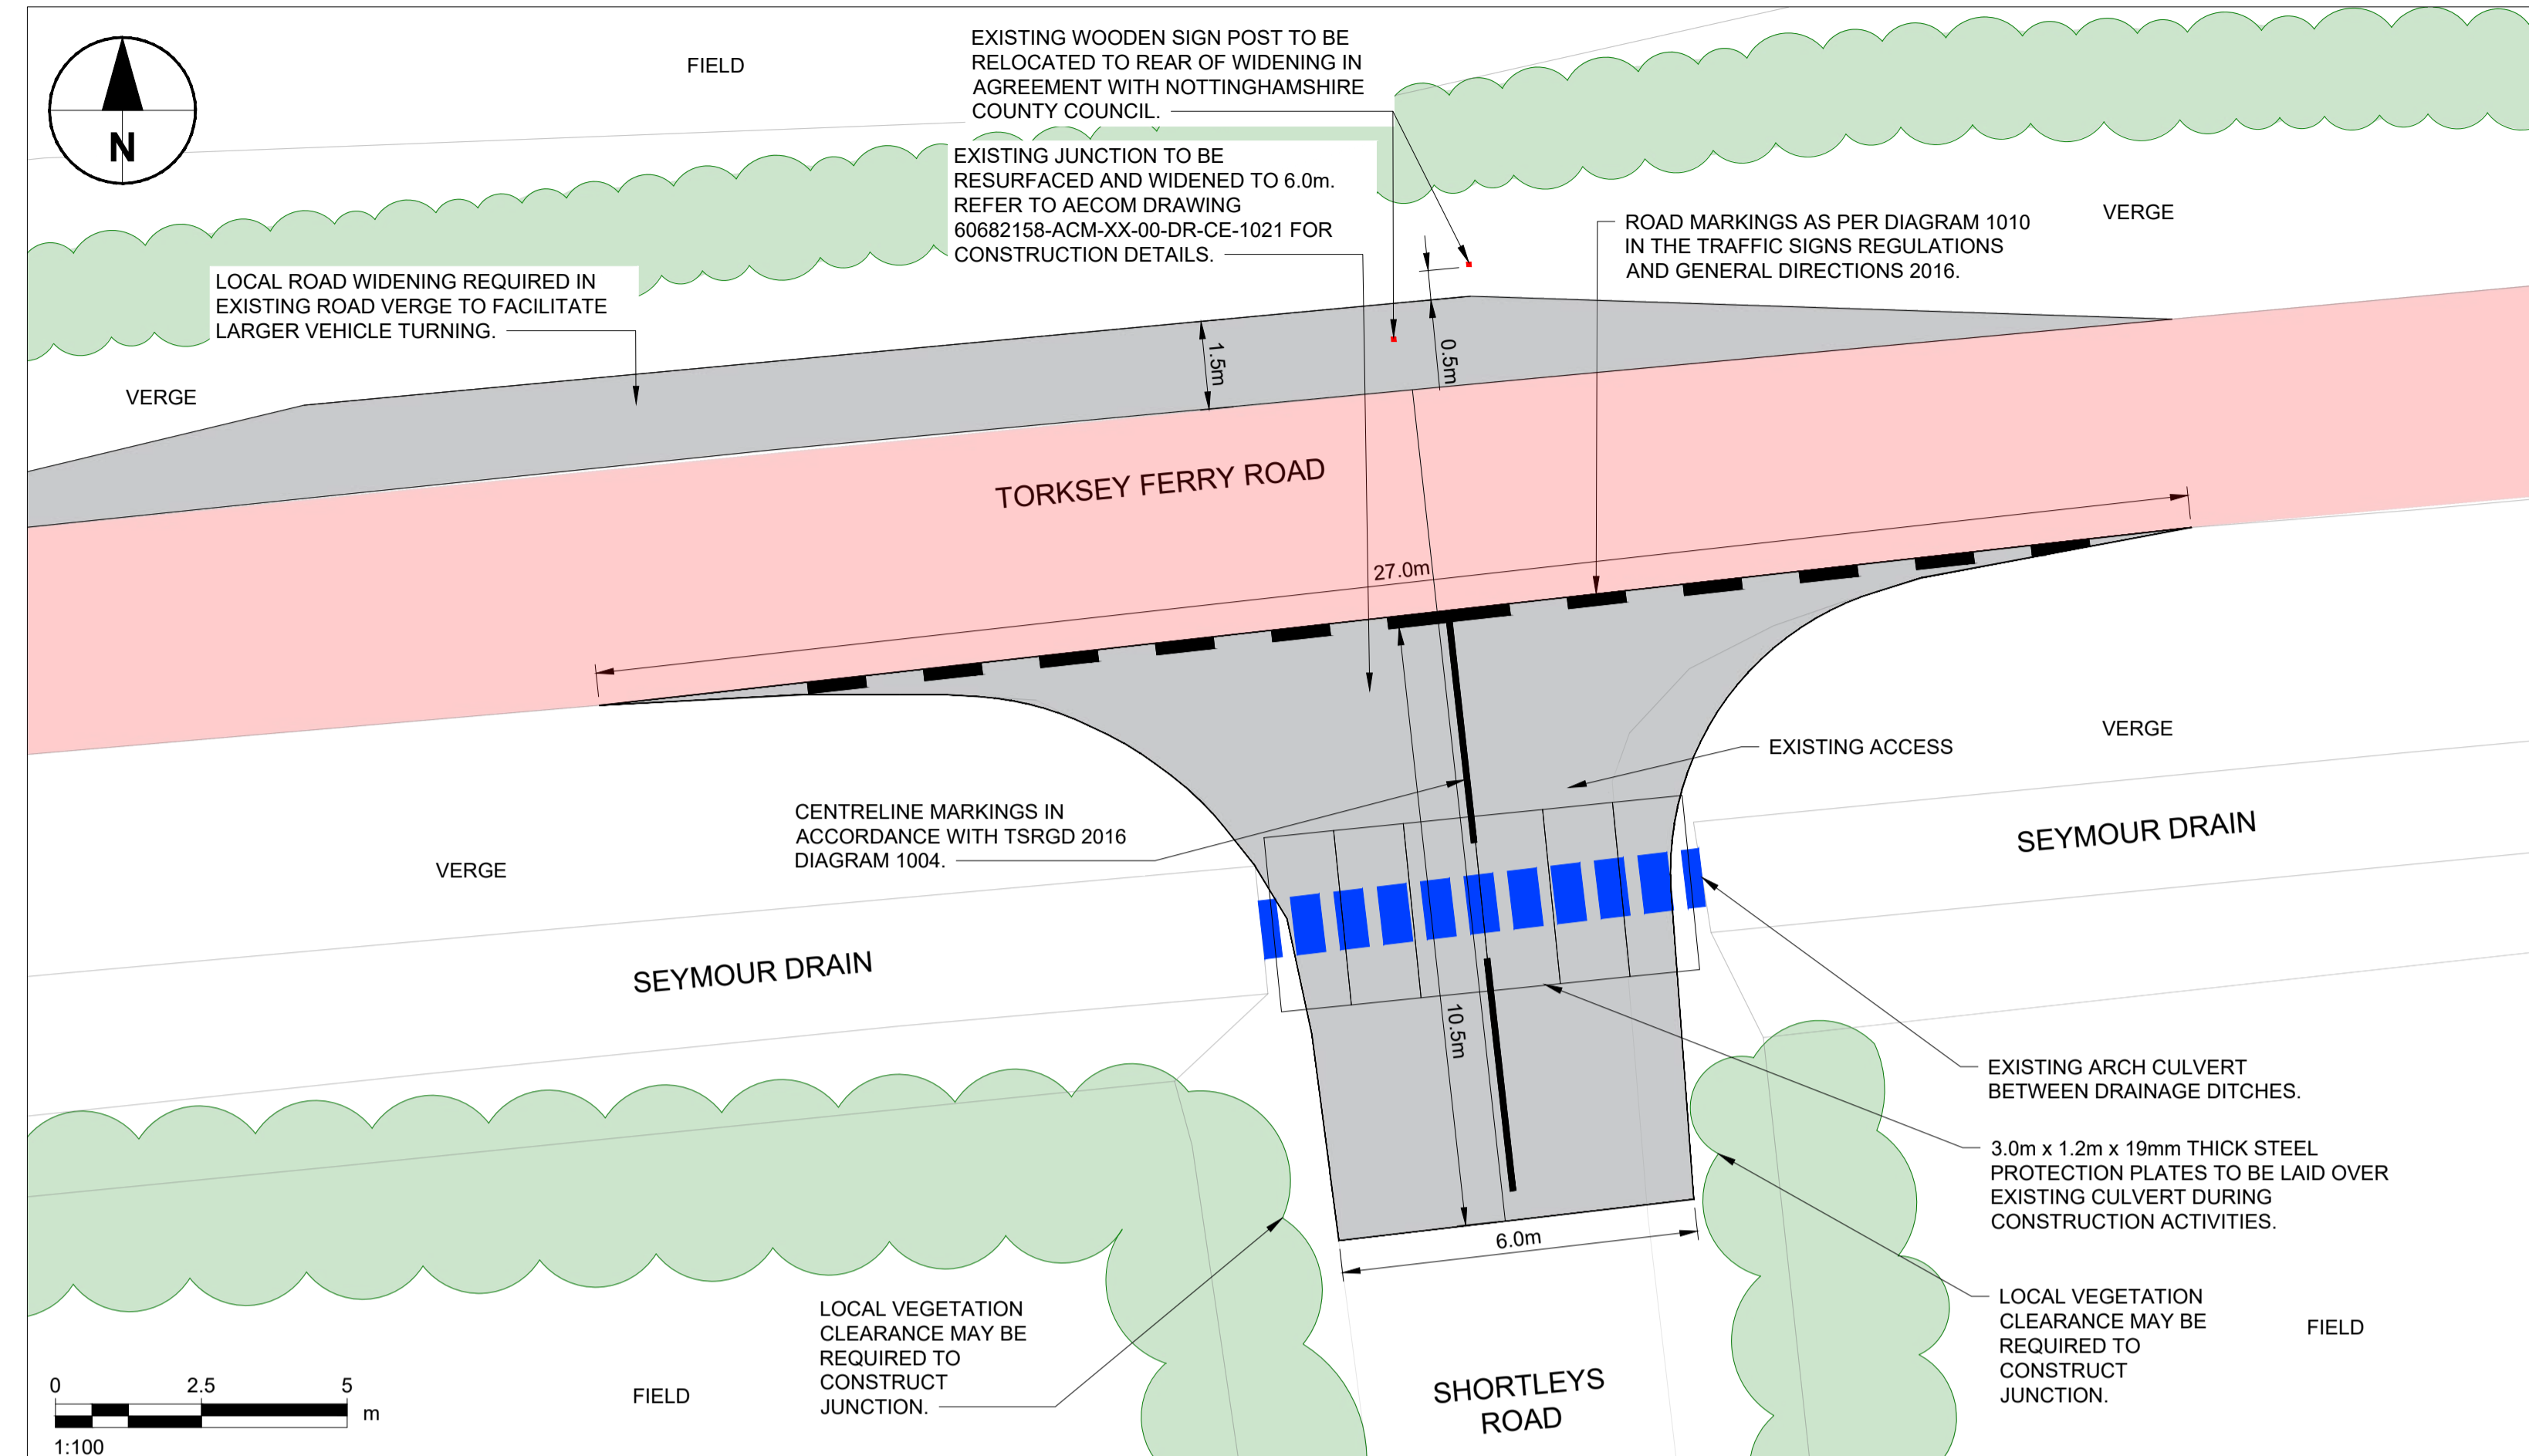 N
FIELD
EXISTING WOODEN SIGN POST TO BE
RELOCATED TO REAR OF WIDENING IN
AGREEMENT WITH NOTTINGHAMSHIRE
COUNTY COUNCIL.
EXISTING JUNCTION TO BE
RESURFACED AND WIDENED TO 6.0m.
REFER TO AECOM DRAWING
60682158-ACM-XX-00-DR-CE-1021 FOR
CONSTRUCTION DETAILS.
ROAD MARKINGS AS PER DIAGRAM 1010
IN THE TRAFFIC SIGNS REGULATIONS
AND GENERAL DIRECTIONS 2016.
VERGE
LOCAL ROAD WIDENING REQUIRED IN
EXISTING ROAD VERGE TO FACILITATE
LARGER VEHICLE TURNING.
VERGE
1.5m
0.5m
TORKSEY FERRY ROAD
27.0m
EXISTING ACCESS
VERGE
CENTRELINE MARKINGS IN
ACCORDANCE WITH TSRGD 2016
DIAGRAM 1004.
VERGE
SEYMOUR DRAIN
SEYMOUR DRAIN
10.5m
EXISTING ARCH CULVERT
BETWEEN DRAINAGE DITCHES.
3.0m x 1.2m x 19mm THICK STEEL
PROTECTION PLATES TO BE LAID OVER
EXISTING CULVERT DURING
CONSTRUCTION ACTIVITIES.
6.0m
LOCAL VEGETATION
CLEARANCE MAY BE
REQUIRED TO
CONSTRUCT
JUNCTION.
LOCAL VEGETATION
CLEARANCE MAY BE
REQUIRED TO
CONSTRUCT
JUNCTION.
FIELD
FIELD
SHORTLEYS
ROAD
0 2.5 5
m
1:100